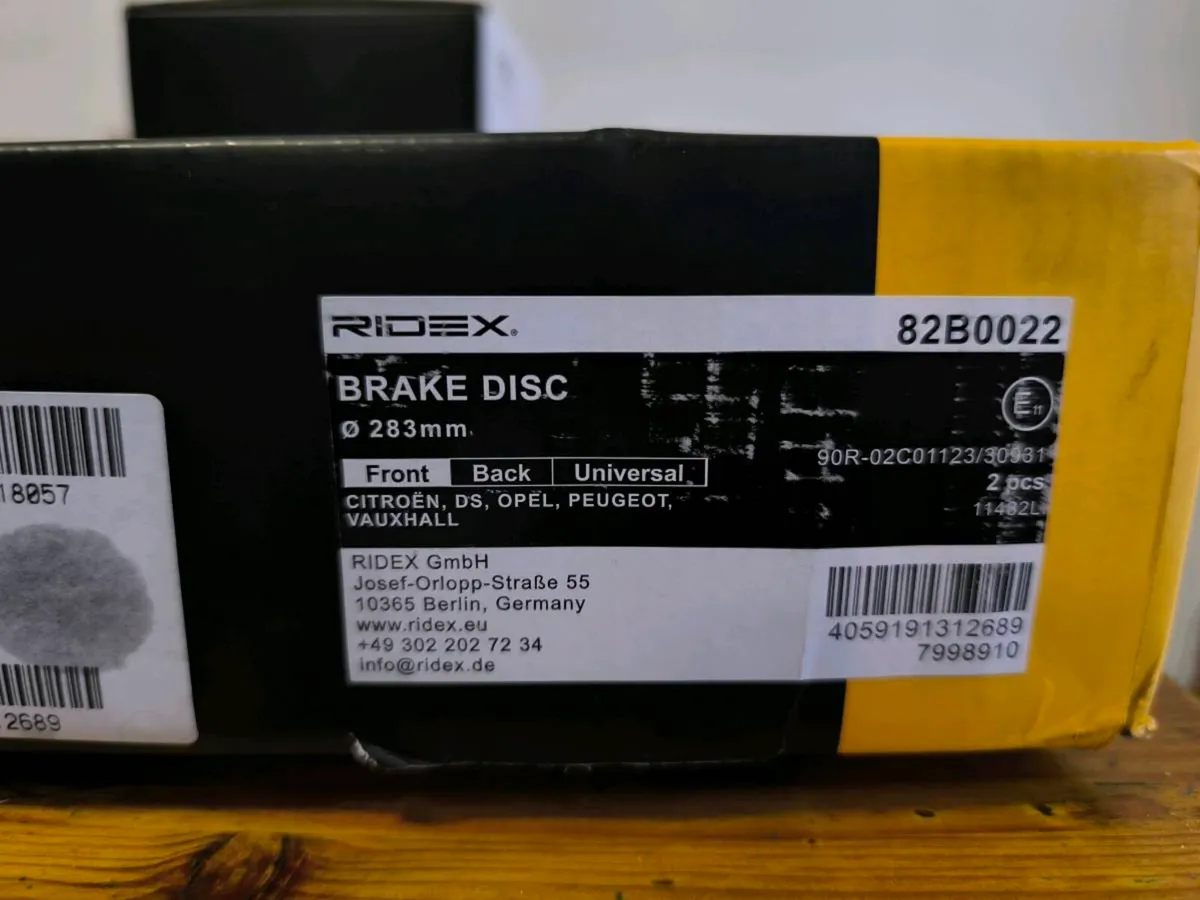 RIDEX®
82B0022
BRAKE DISC
Ø 283mm
E11
Front Back Universal
90R-02C01123/30931
2 pcs
CITROËN, DS, OPEL, PEUGEOT,
VAUXHALL
11482L
RIDEX GmbH
Josef-Orlopp-Straße 55
10365 Berlin, Germany
www.ridex.eu
+49 302 202 72 34
info@ridex.de
4059191312689
7998910
18057
2689